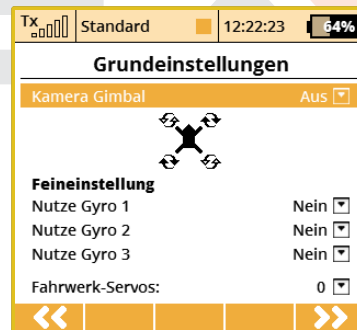 Tx Standard 12:22:23 64%
Grundeinstellungen
Kamera Gimbal Aus
Feineinstellung
Nutze Gyro 1 Nein
Nutze Gyro 2 Nein
Nutze Gyro 3 Nein
Fahrwerk-Servos: 0